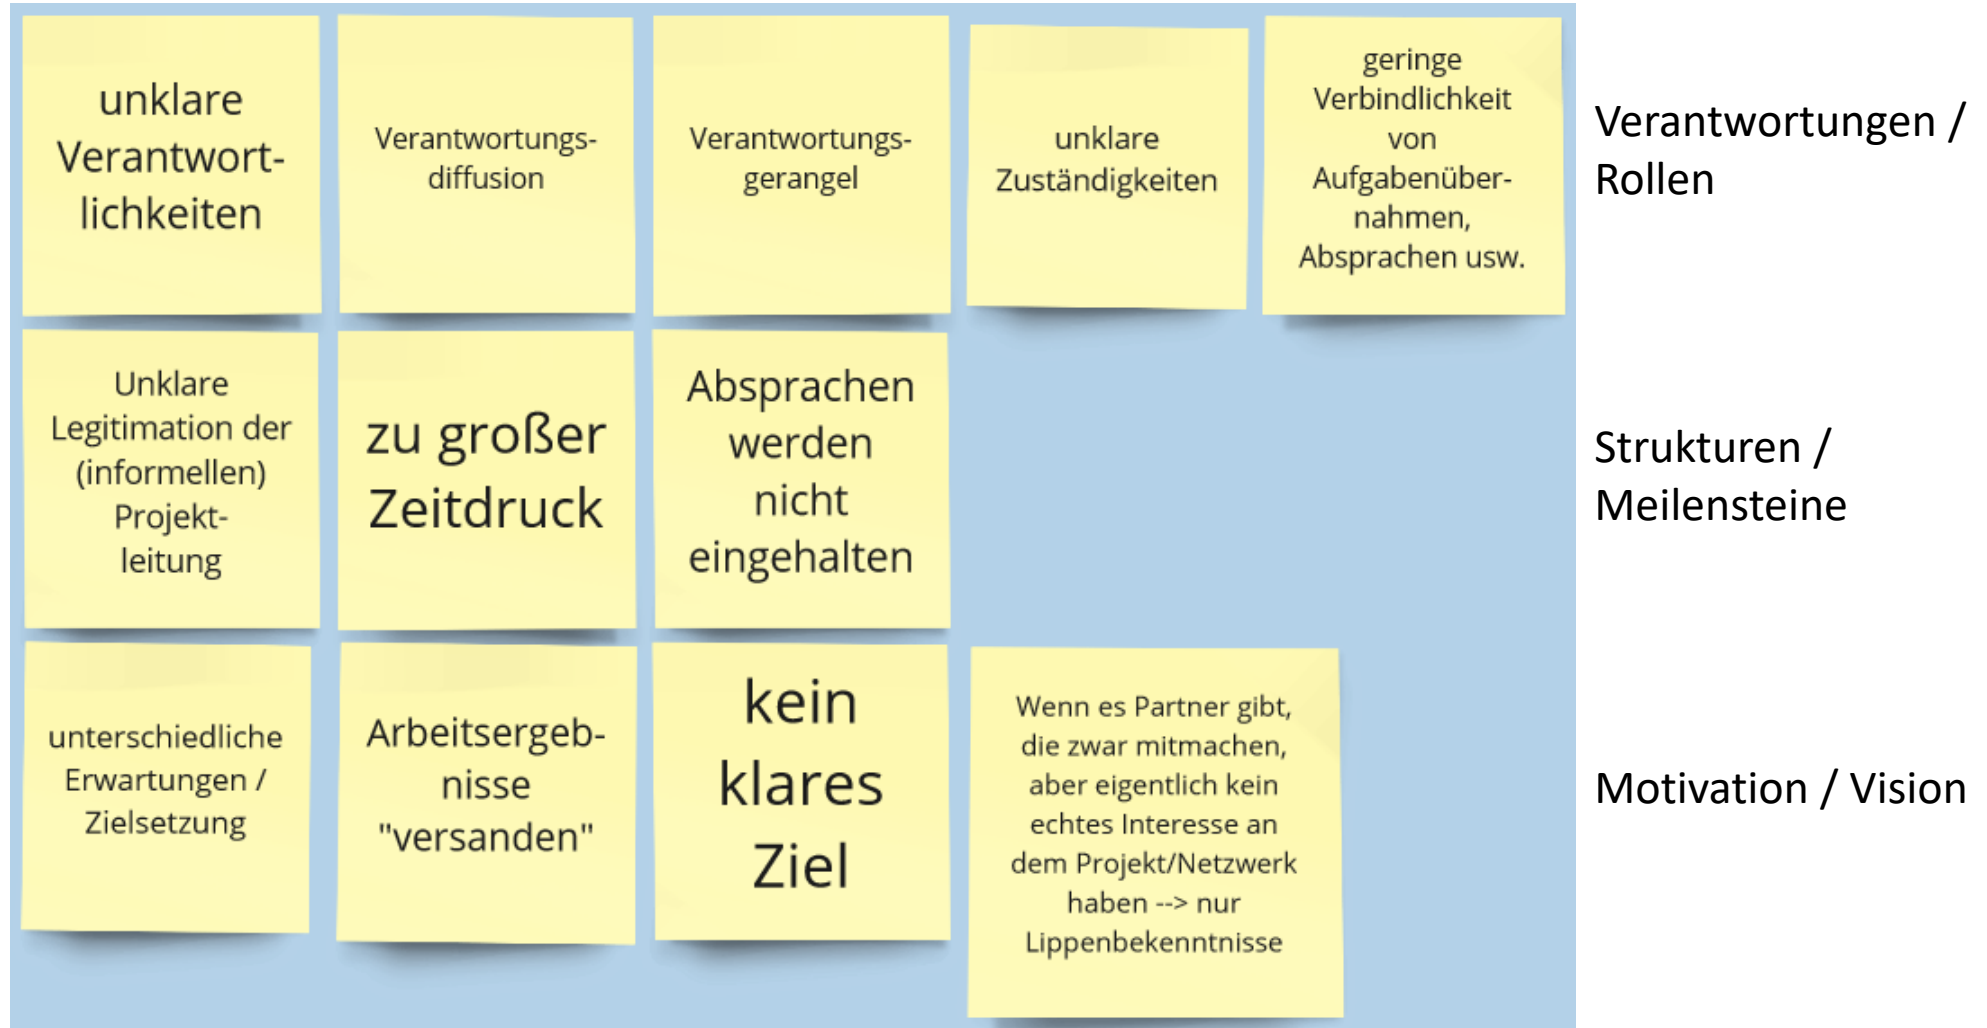 unklare
Verantwort-
lichkeiten
Verantwortungs-
diffusion
Verantwortungs-
gerangel
unklare
Zuständigkeiten
geringe
Verbindlichkeit
von
Aufgabenüber-
nahmen,
Absprachen usw.
Verantwortungen /
Rollen
Unklare
Legitimation der
(informellen)
Projekt-
leitung
zu großer
Zeitdruck
Absprachen
werden
nicht
eingehalten
Strukturen /
Meilensteine
unterschiedliche
Erwartungen /
Zielsetzung
Arbeitsergeb-
nisse
"versanden"
kein
klares
Ziel
Wenn es Partner gibt,
die zwar mitmachen,
aber eigentlich kein
echtes Interesse an
dem Projekt/Netzwerk
haben --> nur
Lippenbekenntnisse
Motivation / Vision